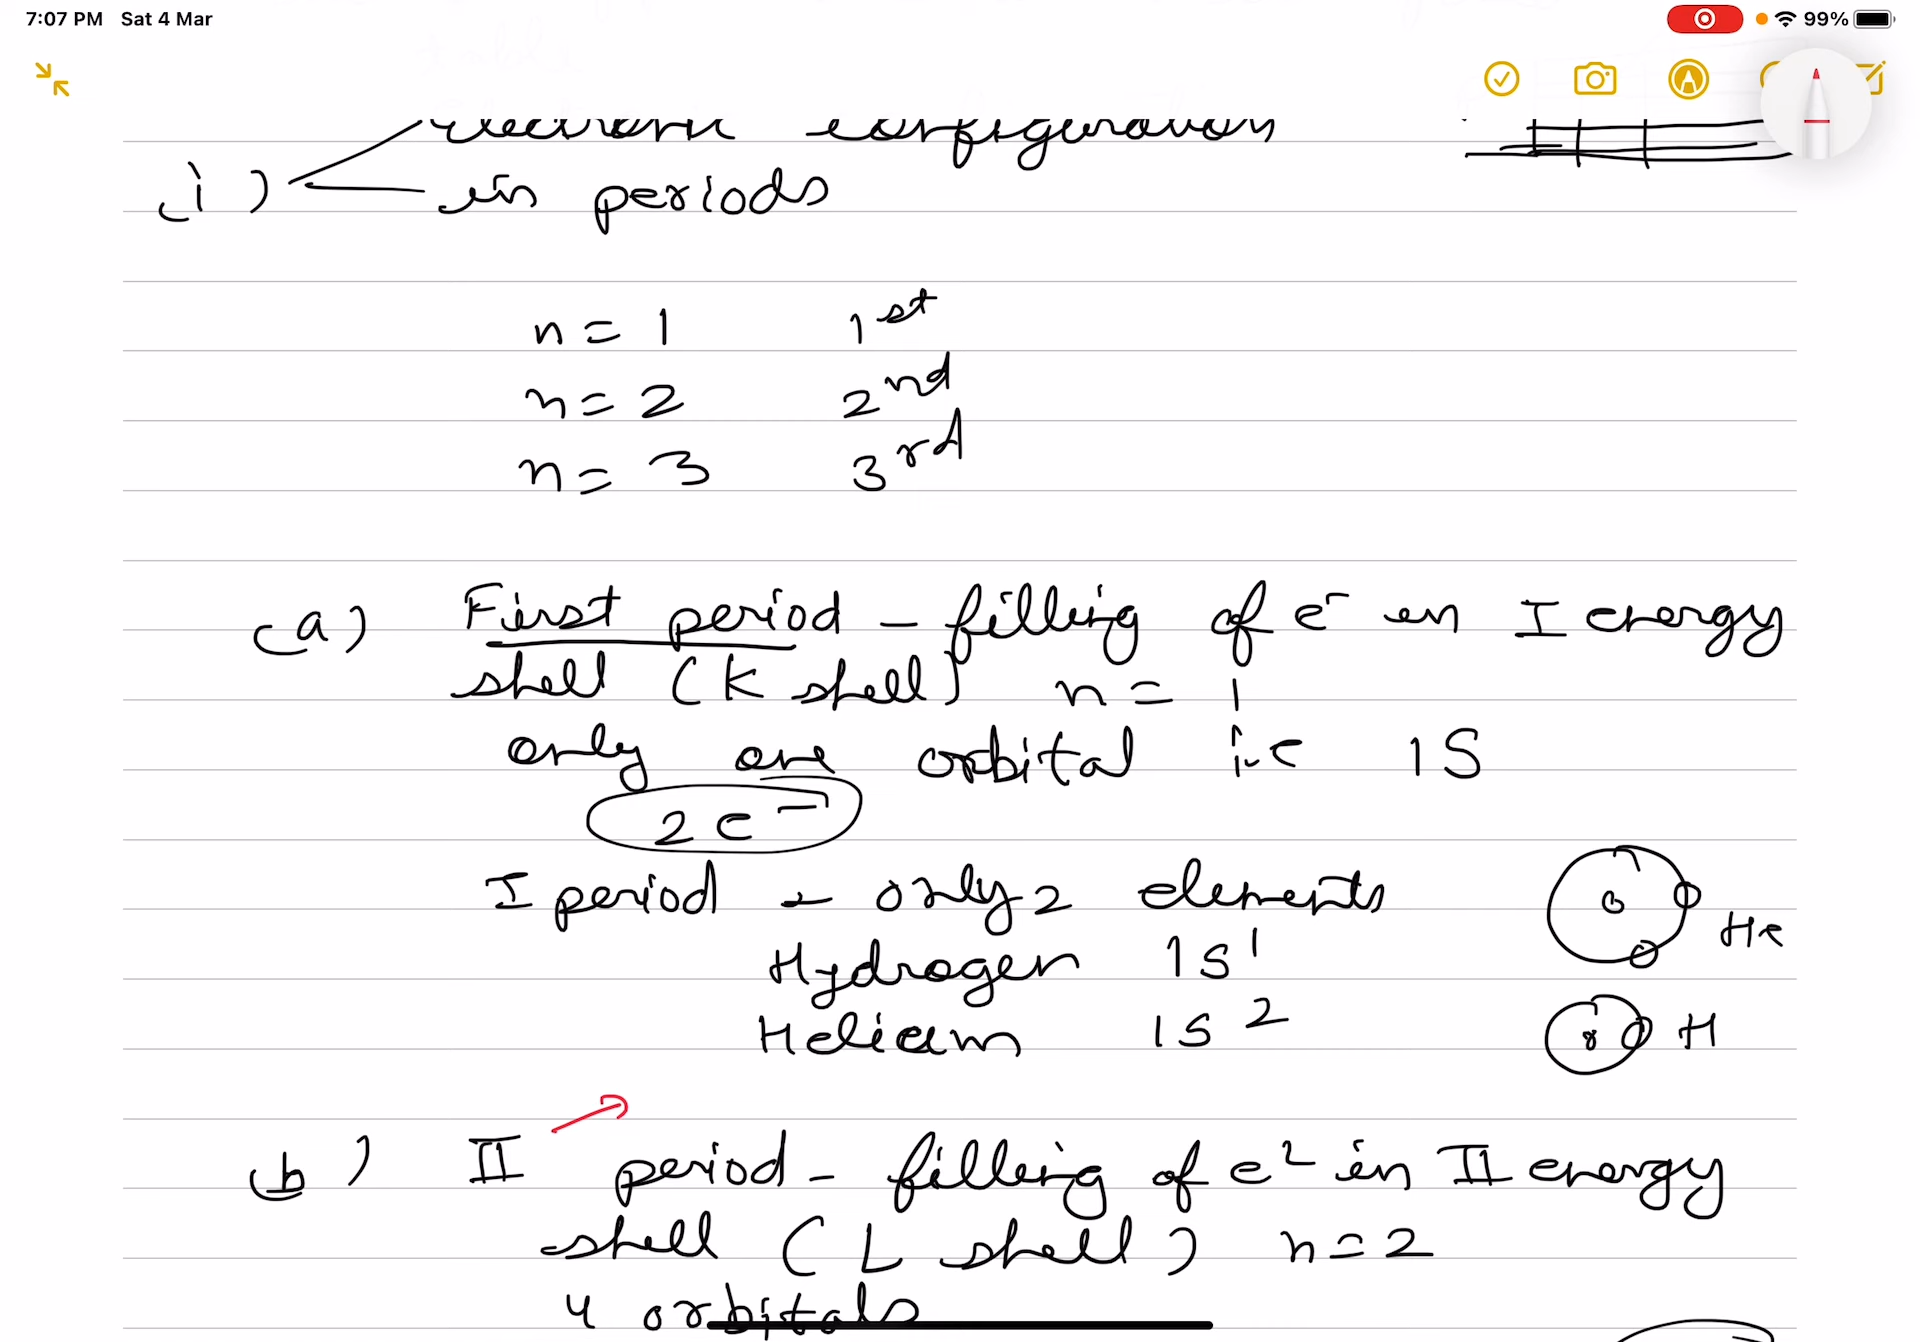 7:07 PM Sat 4 Mar 99%
Electronic configuration
(i) in periods
n = 1 1st
n = 2 2nd
n = 3 3rd
(a) First period - filling of e- in I energy
shell (K shell) n = 1
only one orbital i.e 1S
2e-
I period - only 2 elements
He
Hydrogen 1S1
Helium 1S2
H
(b) II period - filling of e2 in II energy
shell (L shell) n=2
4 orbitals